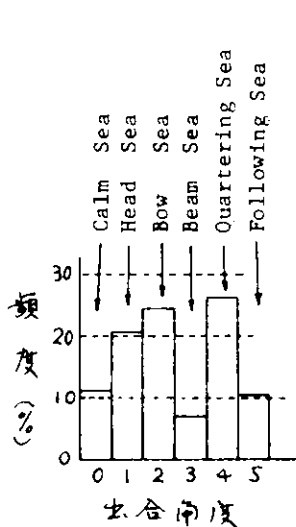 Calm Sea
Head Sea
Bow Sea
Beam Sea
Quartering Sea
Following Sea
30
20
10
0
頻度(%)
0 1 2 3 4 5
出合角度